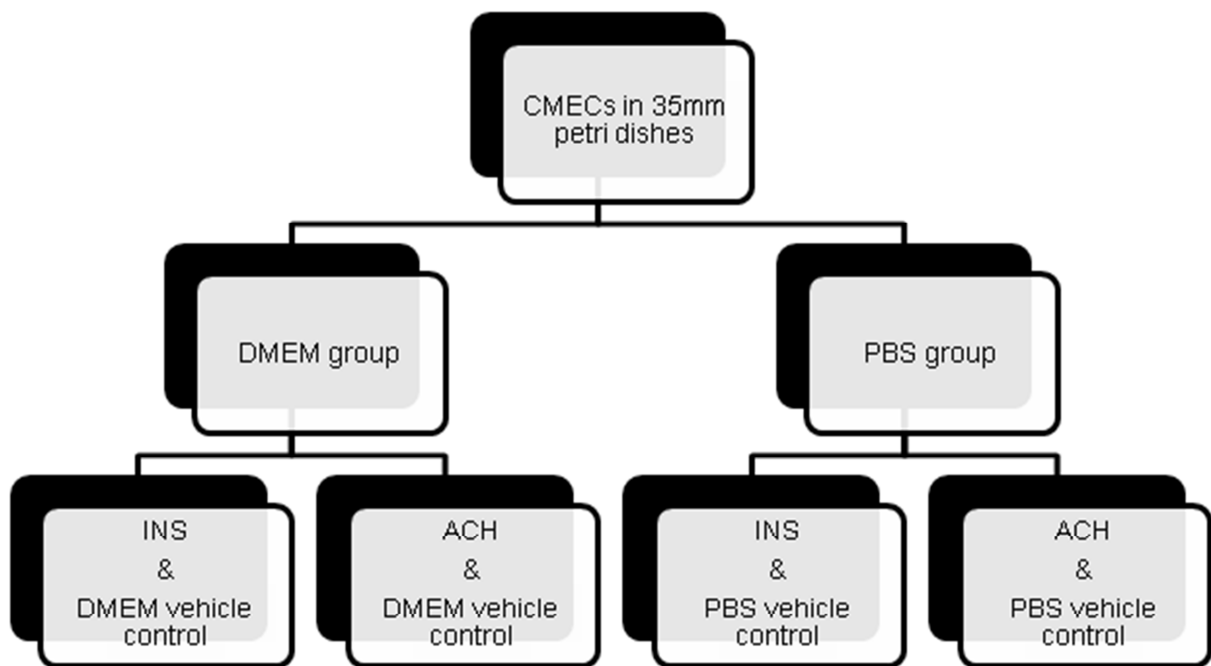 CMECs in 35mm
petri dishes
DMEM group
PBS group
INS
&
DMEM vehicle
control
ACH
&
DMEM vehicle
control
INS
&
PBS vehicle
control
ACH
&
PBS vehicle
control